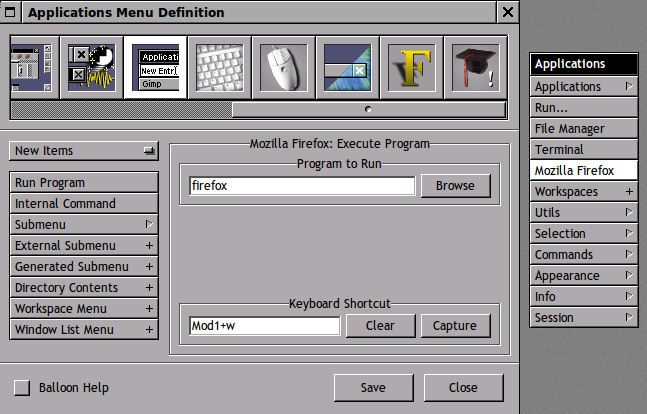 Applications Menu Definition
Applicati
New Entr
Gimp
F
!
New Items
Run Program
Internal Command
Submenu
External Submenu +
Generated Submenu +
Directory Contents +
Workspace Menu +
Window List Menu +
Mozilla Firefox: Execute Program
Program to Run
firefox
Browse
Keyboard Shortcut
Mod1+w
Clear
Capture
Balloon Help
Save
Close
Applications
Applications
Run...
File Manager
Terminal
Mozilla Firefox
Workspaces +
Utils
Selection
Commands
Appearance
Info
Session